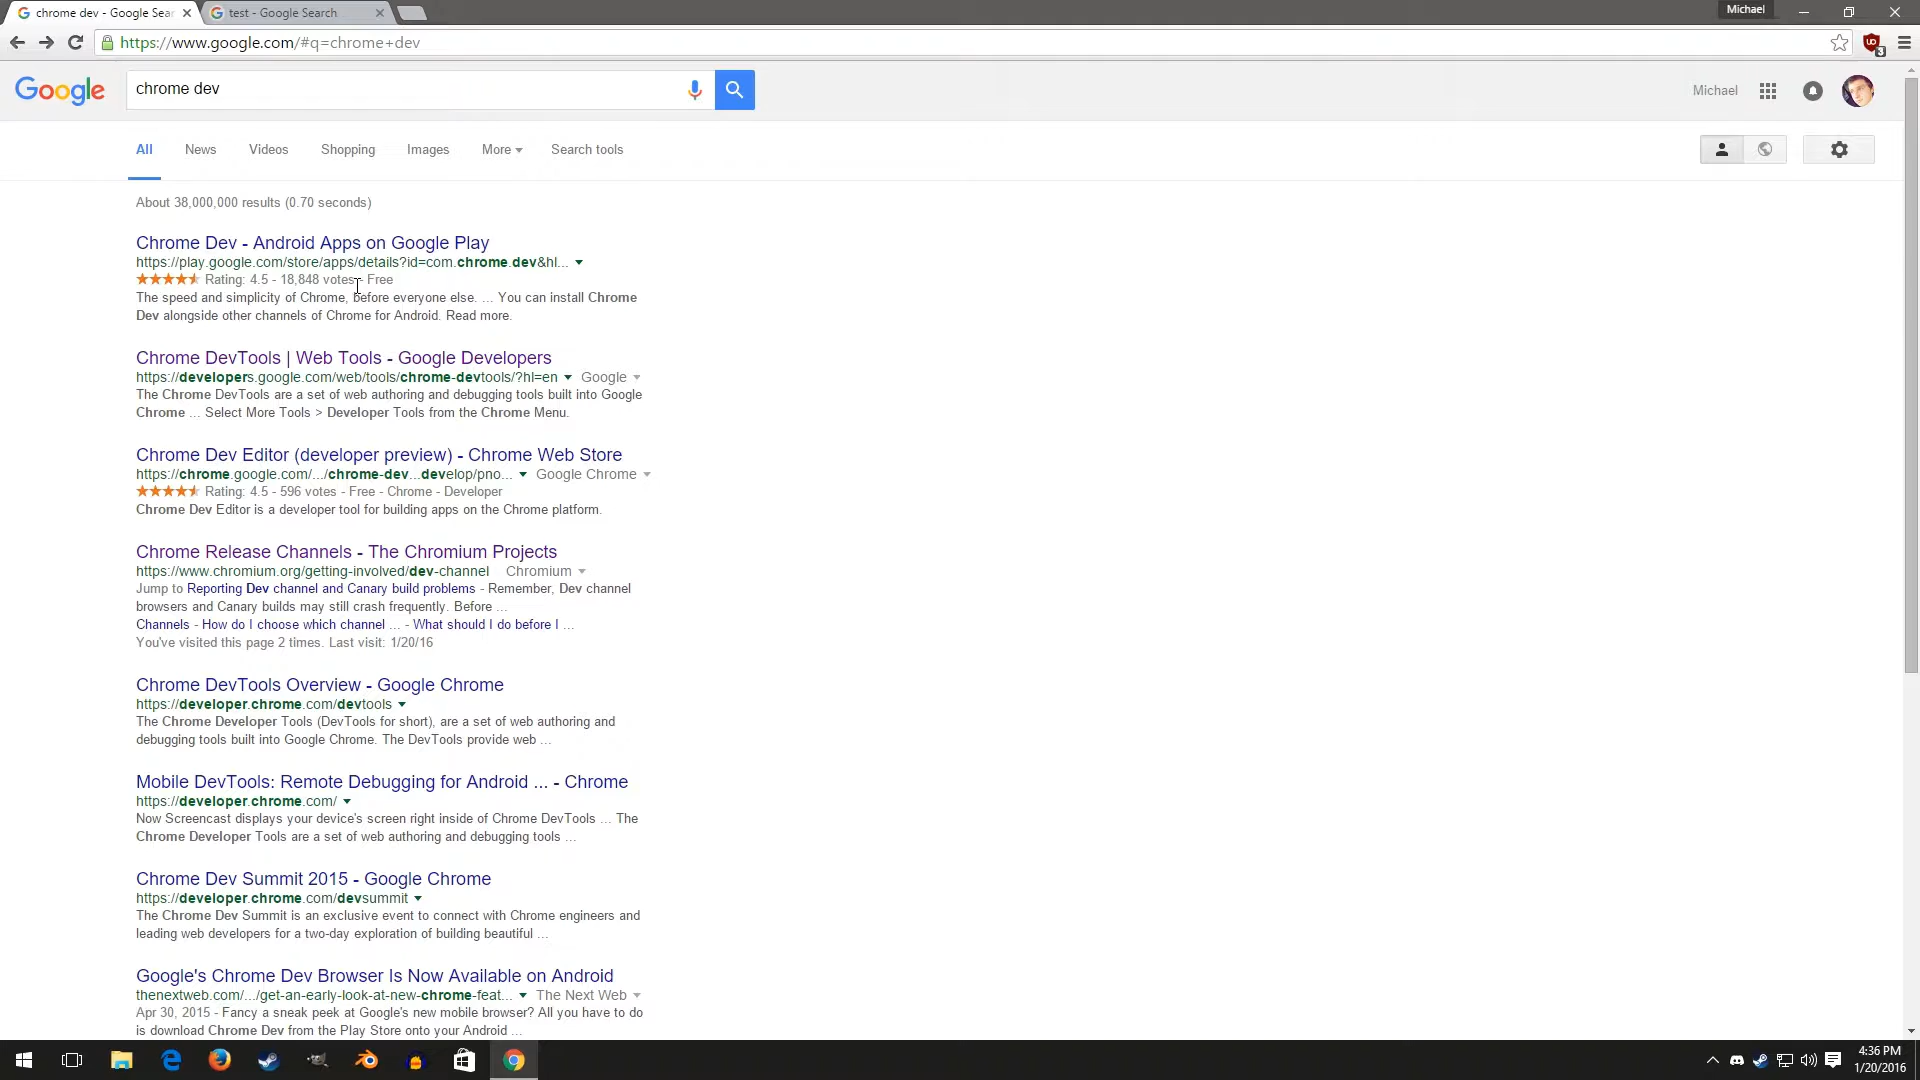 chrome dev - Google Sear
test - Google Search
Michael
https://www.google.com/#q=chrome+dev
Google
chrome dev
Michael
All
News
Videos
Shopping
Images
More
Search tools
About 38,000,000 results (0.70 seconds)
Chrome Dev - Android Apps on Google Play
https://play.google.com/store/apps/details?id=com.chrome.dev&hl...
Rating: 4.5 - 18,848 votes - Free
The speed and simplicity of Chrome, before everyone else. ... You can install Chrome
Dev alongside other channels of Chrome for Android. Read more.
Chrome DevTools | Web Tools - Google Developers
https://developers.google.com/web/tools/chrome-devtools/?hl=en Google
The Chrome DevTools are a set of web authoring and debugging tools built into Google
Chrome ... Select More Tools > Developer Tools from the Chrome Menu.
Chrome Dev Editor (developer preview) - Chrome Web Store
https://chrome.google.com/.../chrome-dev...develop/pno... Google Chrome
Rating: 4.5 - 596 votes - Free - Chrome - Developer
Chrome Dev Editor is a developer tool for building apps on the Chrome platform.
Chrome Release Channels - The Chromium Projects
https://www.chromium.org/getting-involved/dev-channel Chromium
Jump to Reporting Dev channel and Canary build problems - Remember, Dev channel
browsers and Canary builds may still crash frequently. Before ...
Channels - How do I choose which channel ... - What should I do before I ...
You've visited this page 2 times. Last visit: 1/20/16
Chrome DevTools Overview - Google Chrome
https://developer.chrome.com/devtools
The Chrome Developer Tools (DevTools for short), are a set of web authoring and
debugging tools built into Google Chrome. The DevTools provide web ...
Mobile DevTools: Remote Debugging for Android ... - Chrome
https://developer.chrome.com/
Now Screencast displays your device's screen right inside of Chrome DevTools ... The
Chrome Developer Tools are a set of web authoring and debugging tools ...
Chrome Dev Summit 2015 - Google Chrome
https://developer.chrome.com/devsummit
The Chrome Dev Summit is an exclusive event to connect with Chrome engineers and
leading web developers for a two-day exploration of building beautiful ...
Google's Chrome Dev Browser Is Now Available on Android
thenextweb.com/.../get-an-early-look-at-new-chrome-feat... The Next Web
Apr 30, 2015 - Fancy a sneak peek at Google's new mobile browser? All you have to do
is download Chrome Dev from the Play Store onto your Android ...
4:36 PM
1/20/2016